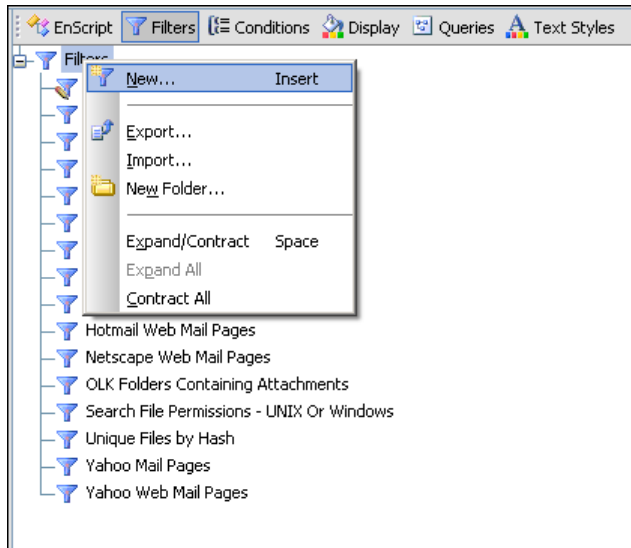 EnScript Filters Conditions Display Queries Text Styles
Filters
New... Insert
Export...
Import...
New Folder...
Expand/Contract Space
Expand All
Contract All
Hotmail Web Mail Pages
Netscape Web Mail Pages
OLK Folders Containing Attachments
Search File Permissions - UNIX Or Windows
Unique Files by Hash
Yahoo Mail Pages
Yahoo Web Mail Pages